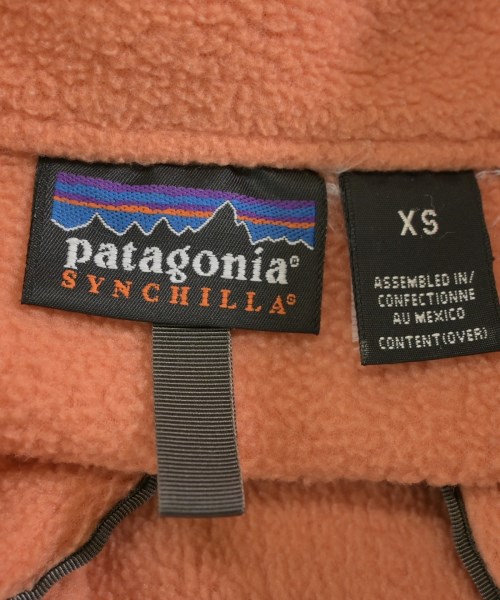 patagonia®
SYNCHILLA®
XS
ASSEMBLED IN/
CONFECTIONNE
AU MEXICO
CONTENT(OVER)